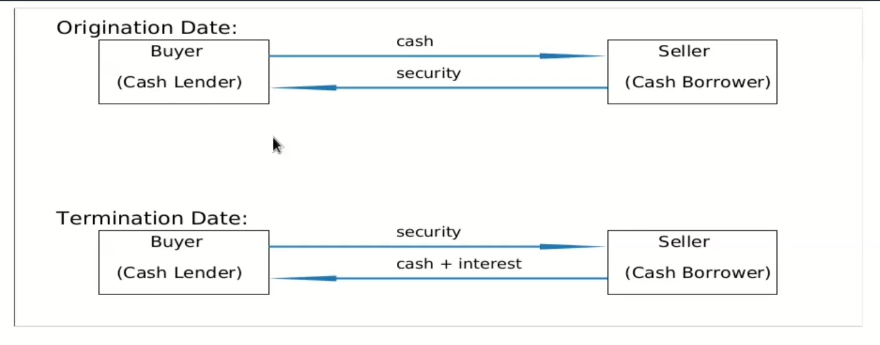 Origination Date:
Buyer
(Cash Lender)
cash
security
Seller
(Cash Borrower)
Termination Date:
Buyer
(Cash Lender)
security
cash + interest
Seller
(Cash Borrower)